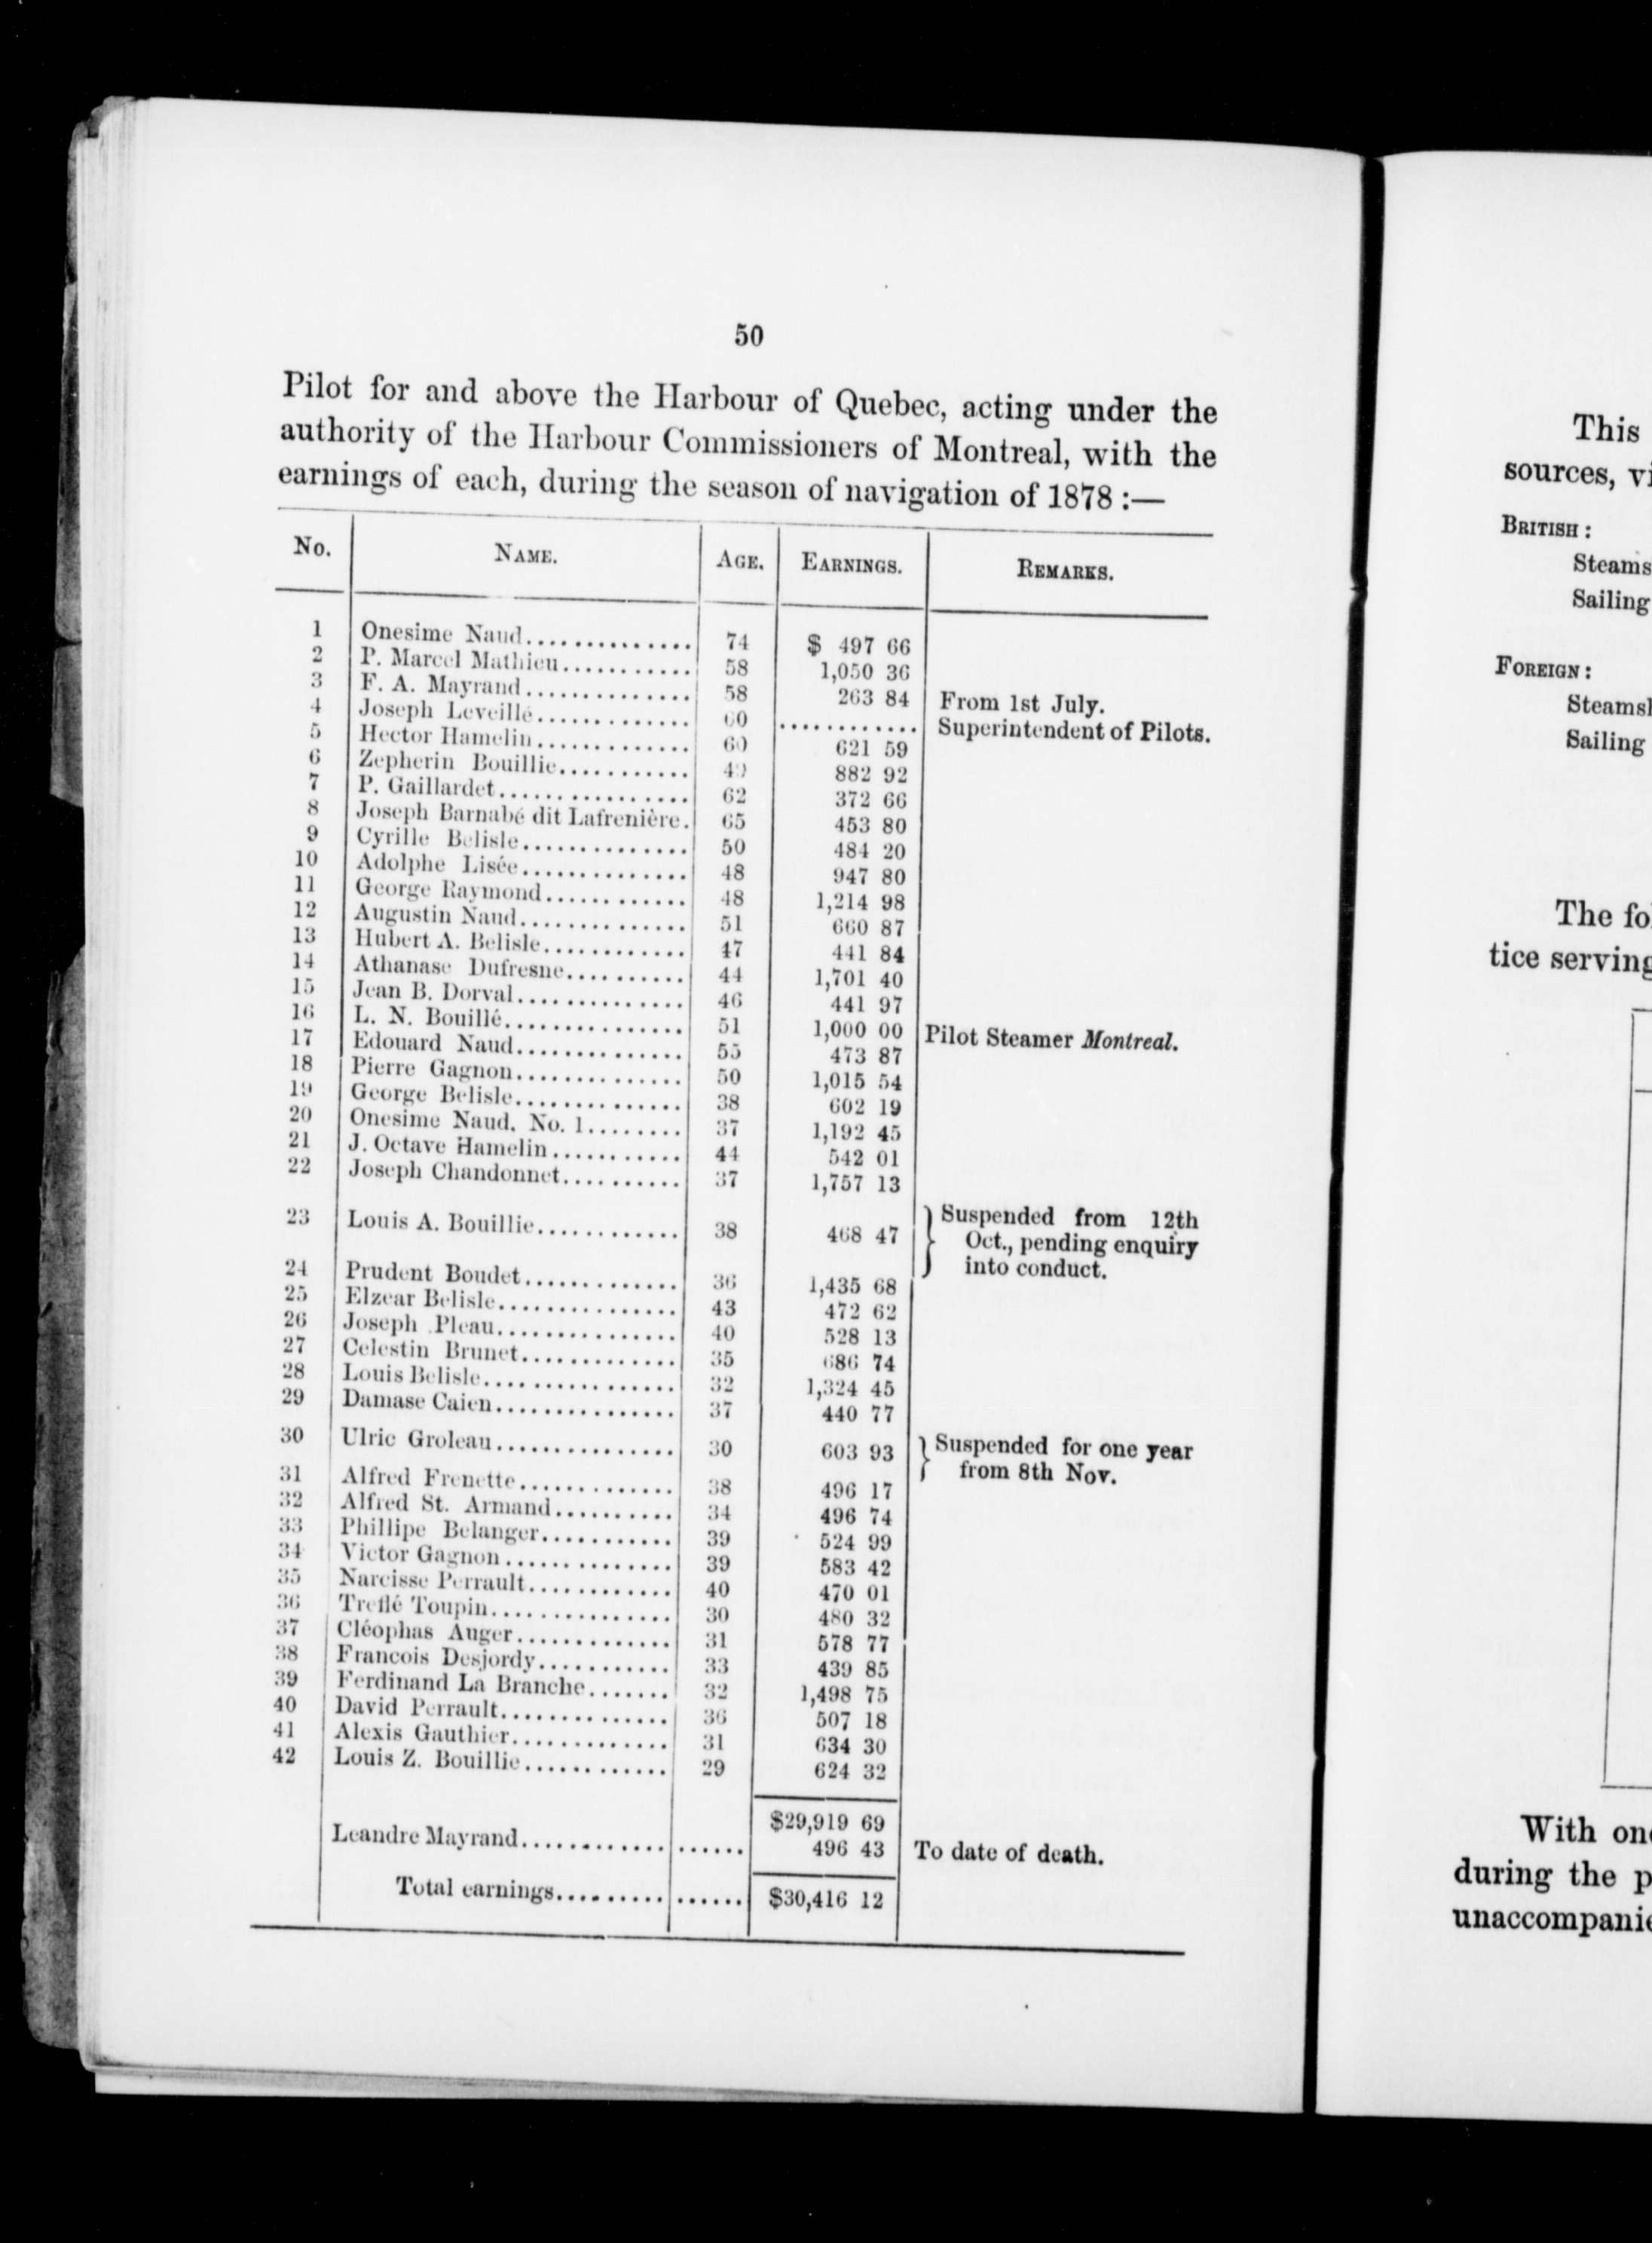 50
Pilot for and above the Harbour of Quebec, acting under the
authority of the Harbour Commissioners of Montreal, with the
earnings of each, during the season of navigation of 1878 :—
No. NAME. AGE. EARNINGS. REMARKS.
1 Onesime Naud.............. 74 $ 497 66
2 P. Marcel Mathieu........... 58 1,050 36
3 F. A. Mayrand.............. 58 263 84 From 1st July.
4 Joseph Leveillé............. 60 ............ Superintendent of Pilots.
5 Hector Hamelin............. 60 621 59
6 Zepherin Bouillie........... 49 882 92
7 P. Gaillardet................ 62 372 66
8 Joseph Barnabé dit Lafrenière. 65 453 80
9 Cyrille Belisle.............. 50 484 20
10 Adolphe Lisée.............. 48 947 80
11 George Raymond............ 48 1,214 98
12 Augustin Naud.............. 51 660 87
13 Hubert A. Belisle............ 47 441 84
14 Athanase Dufresne.......... 44 1,701 40
15 Jean B. Dorval.............. 46 441 97
16 L. N. Bouillé............... 51 1,000 00 Pilot Steamer Montreal.
17 Edouard Naud.............. 55 473 87
18 Pierre Gagnon.............. 50 1,015 54
19 George Belisle.............. 38 602 19
20 Onesime Naud, No. 1........ 37 1,192 45
21 J. Octave Hamelin........... 44 542 01
22 Joseph Chandonnet.......... 37 1,757 13
23 Louis A. Bouillie............ 38 468 47 } Suspended from 12th
Oct., pending enquiry
into conduct.
24 Prudent Boudet............. 36 1,435 68
25 Elzear Belisle............... 43 472 62
26 Joseph Pleau............... 40 528 13
27 Celestin Brunet............. 35 686 74
28 Louis Belisle................ 32 1,324 45
29 Damase Caien............... 37 440 77
30 Ulric Groleau............... 30 603 93 } Suspended for one year
from 8th Nov.
31 Alfred Frenette............. 38 496 17
32 Alfred St. Armand.......... 34 496 74
33 Phillipe Belanger........... 39 524 99
34 Victor Gagnon.............. 39 583 42
35 Narcisse Perrault............ 40 470 01
36 Trefflé Toupin............... 30 480 32
37 Cléophas Auger............. 31 578 77
38 Francois Desjordy........... 33 439 85
39 Ferdinand La Branche....... 32 1,498 75
40 David Perrault.............. 36 507 18
41 Alexis Gauthier............. 31 634 30
42 Louis Z. Bouillie............ 29 624 32
$29,919 69
Leandre Mayrand............ ...... 496 43 To date of death.
Total earnings......... ...... $30,416 12
This
sources,
BRITISH :
Sailing
FOREIGN :
Sailing
The
tice serving
With
during the